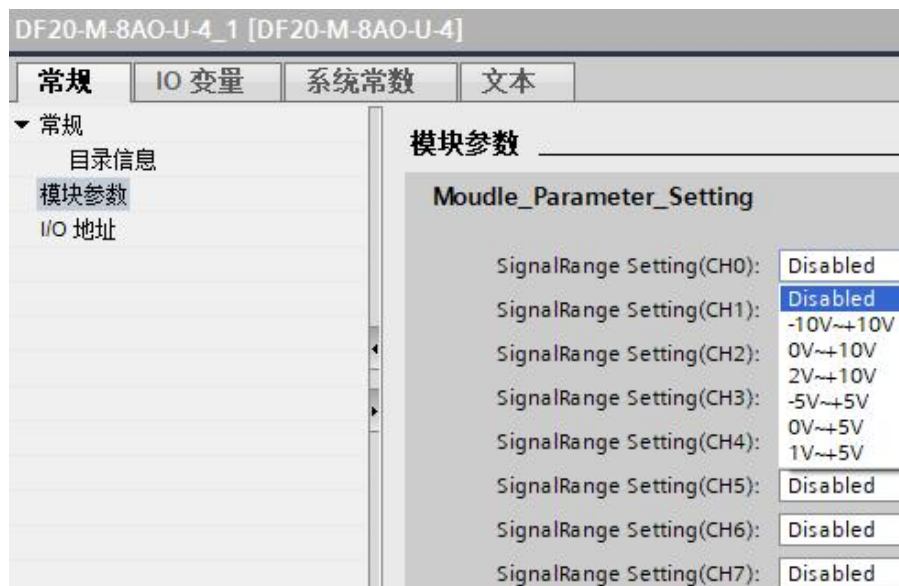 DF20-M-8AO-U-4_1 [DF20-M-8AO-U-4]
常规 IO 变量 系统常数 文本
常规
目录信息
模块参数
I/O 地址
模块参数
Moudle_Parameter_Setting
SignalRange Setting(CH0): Disabled
Disabled
-10V~+10V
0V~+10V
2V~+10V
-5V~+5V
0V~+5V
1V~+5V
SignalRange Setting(CH1):
SignalRange Setting(CH2):
SignalRange Setting(CH3):
SignalRange Setting(CH4):
SignalRange Setting(CH5): Disabled
SignalRange Setting(CH6): Disabled
SignalRange Setting(CH7): Disabled